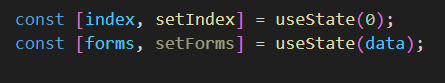 const [index, setIndex] = useState(0);
const [forms, setForms] = useState(data);